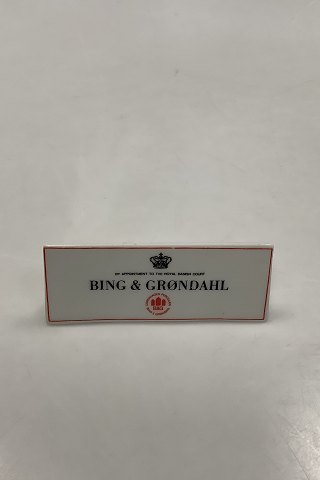 BY APPOINTMENT TO THE ROYAL DANISH COURT
BING & GRØNDAHL
B&G